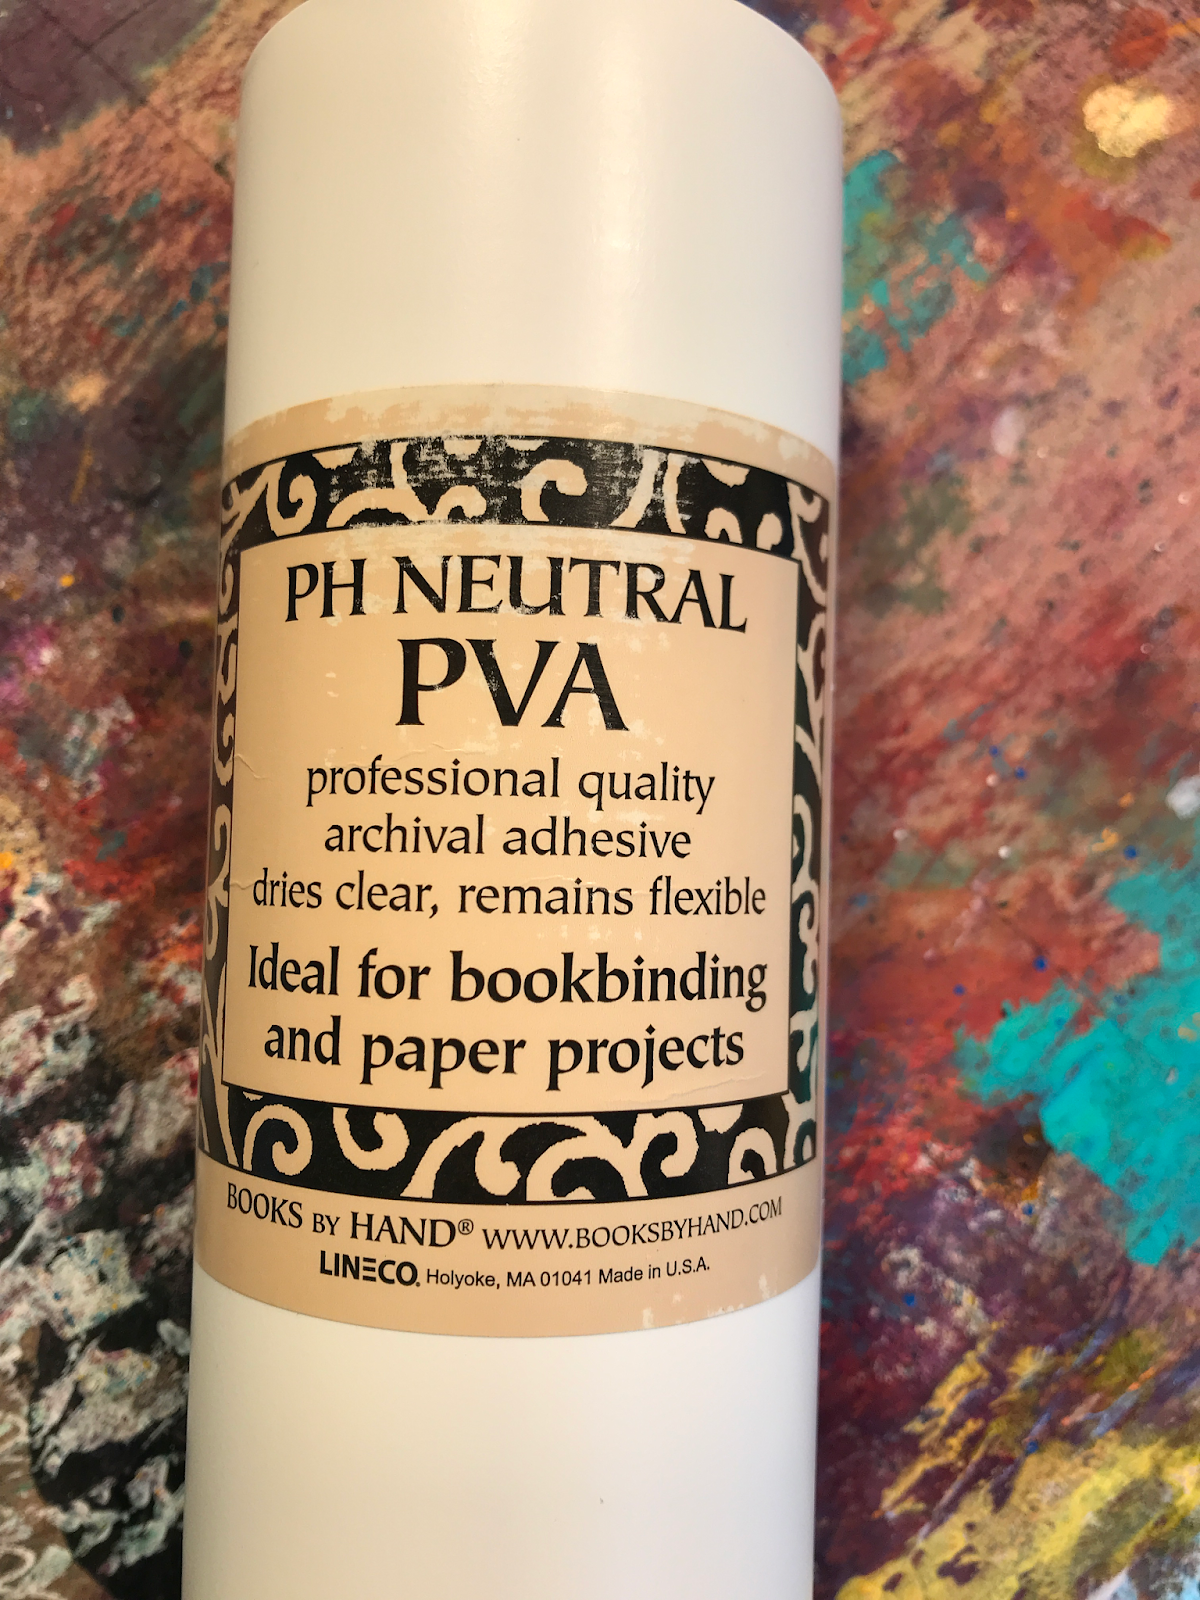 PH NEUTRAL
PVA
professional quality
archival adhesive
dries clear, remains flexible
Ideal for bookbinding
and paper projects
BOOKS BY HAND® WWW.BOOKSBYHAND.COM
LINECO. Holyoke, MA 01041 Made in U.S.A.